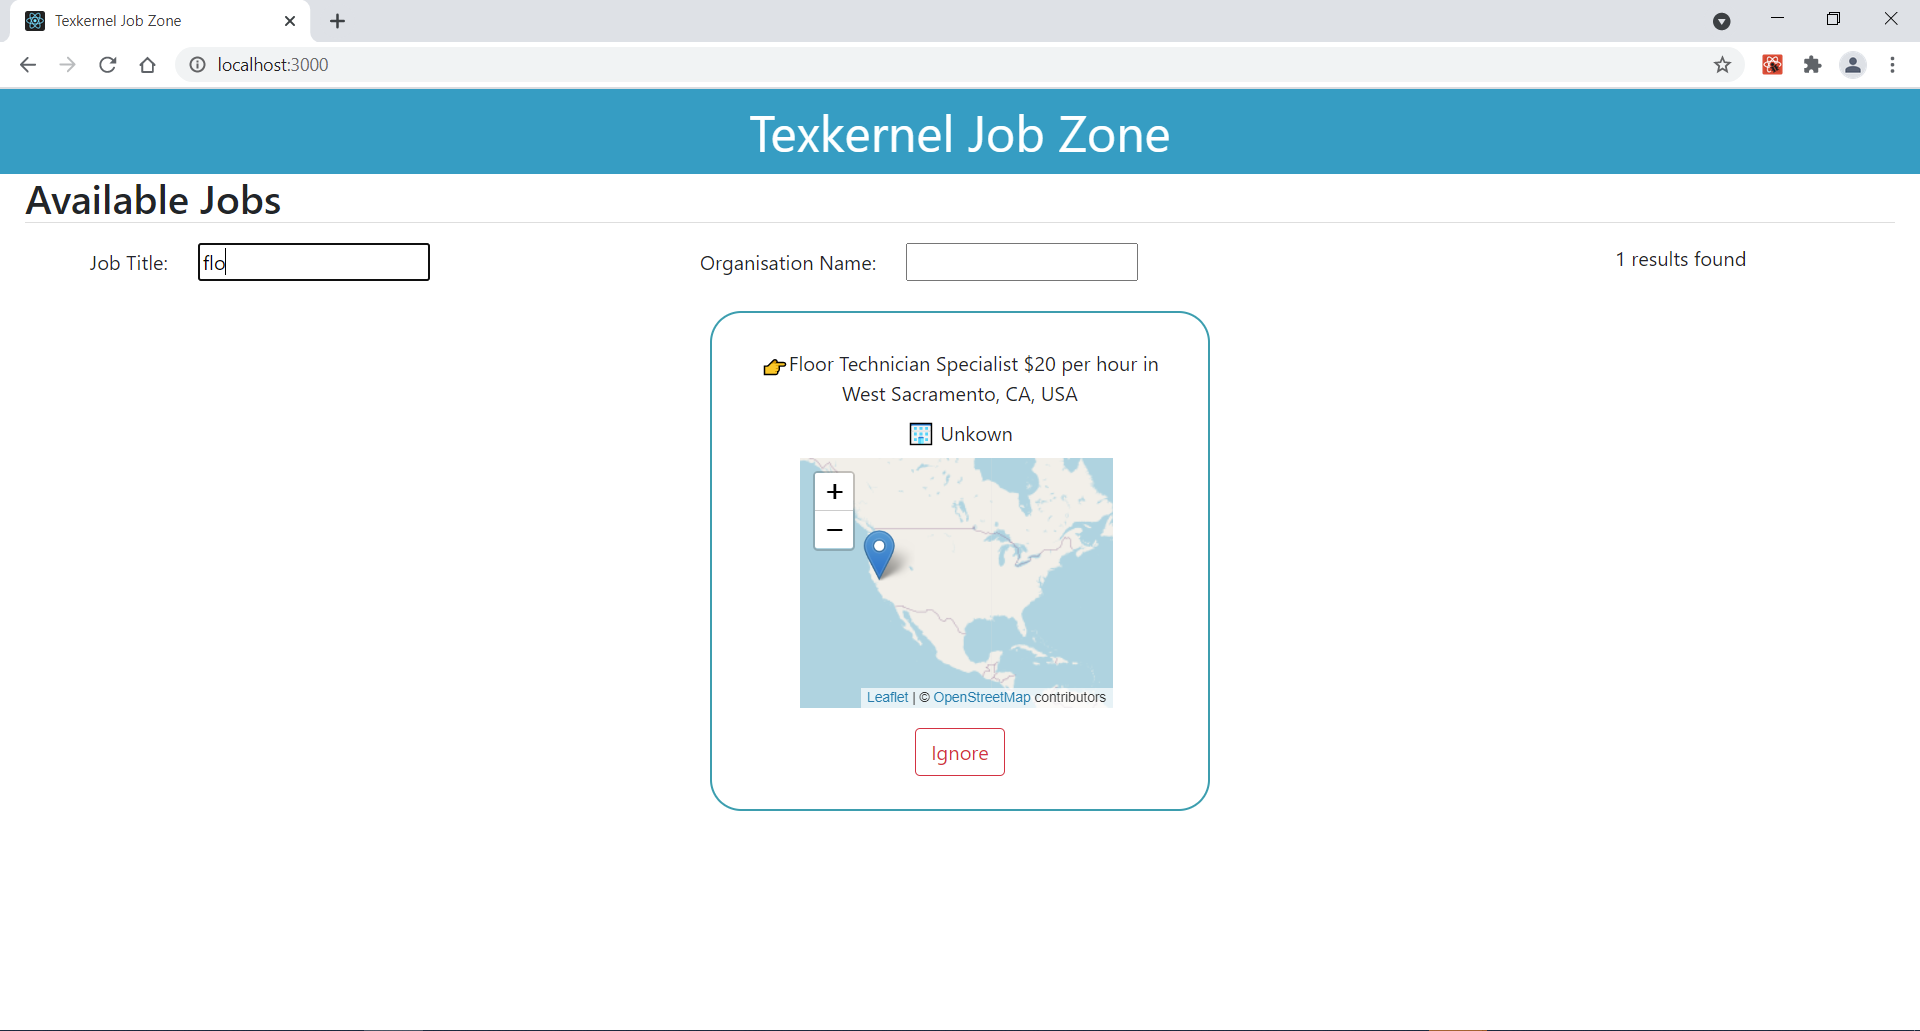 Texkernel Job Zone
localhost:3000
Texkernel Job Zone
Available Jobs
Job Title: flo
Organisation Name:
1 results found
👉Floor Technician Specialist $20 per hour in
West Sacramento, CA, USA
🏢 Unkown
+
−
Leaflet | © OpenStreetMap contributors
Ignore